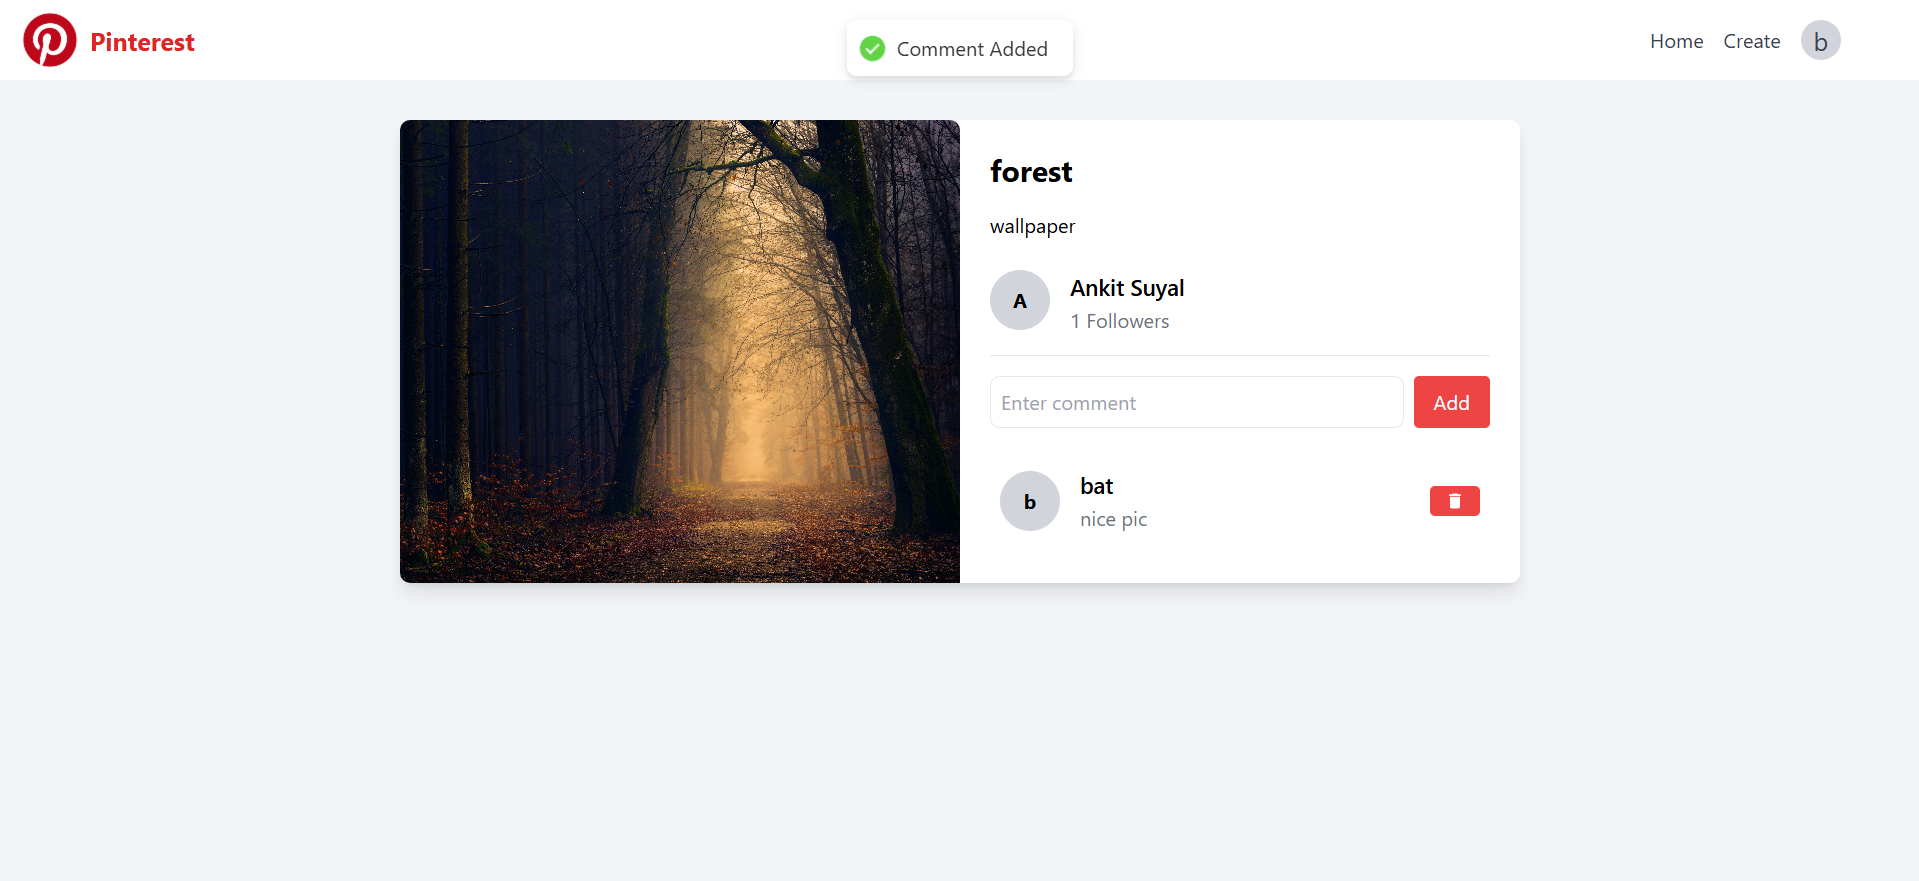 Pinterest
Comment Added
Home
Create
b
forest
wallpaper
A
Ankit Suyal
1 Followers
Enter comment
Add
b
bat
nice pic